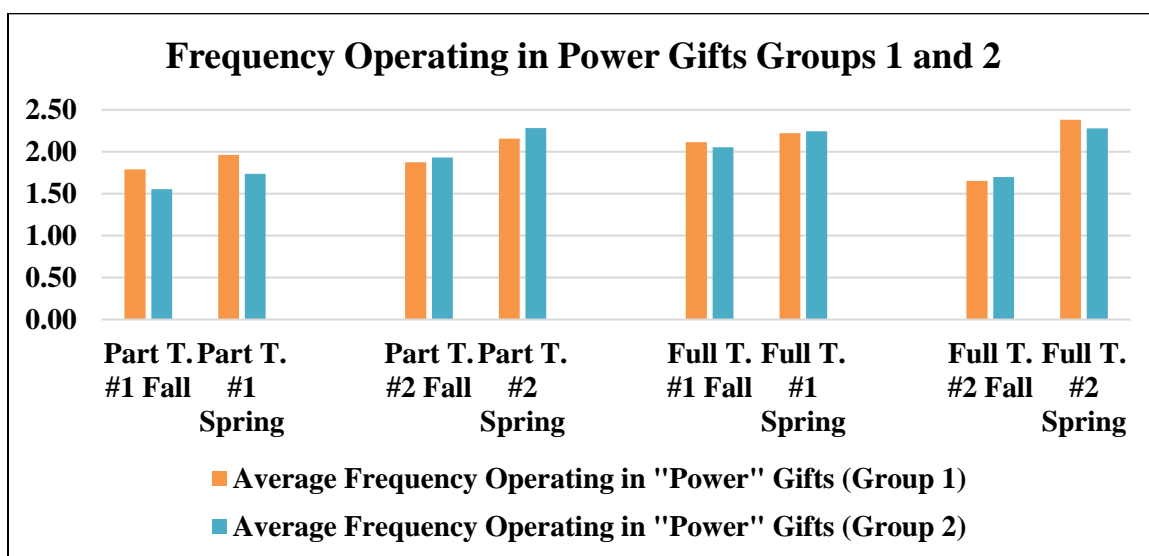 Frequency Operating in Power Gifts Groups 1 and 2
2.50
2.00
1.50
1.00
0.50
0.00
Part T. #1 Fall
Part T. #1 Spring
Part T. #2 Fall
Part T. #2 Spring
Full T. #1 Fall
Full T. #1 Spring
Full T. #2 Fall
Full T. #2 Spring
Average Frequency Operating in "Power" Gifts (Group 1)
Average Frequency Operating in "Power" Gifts (Group 2)